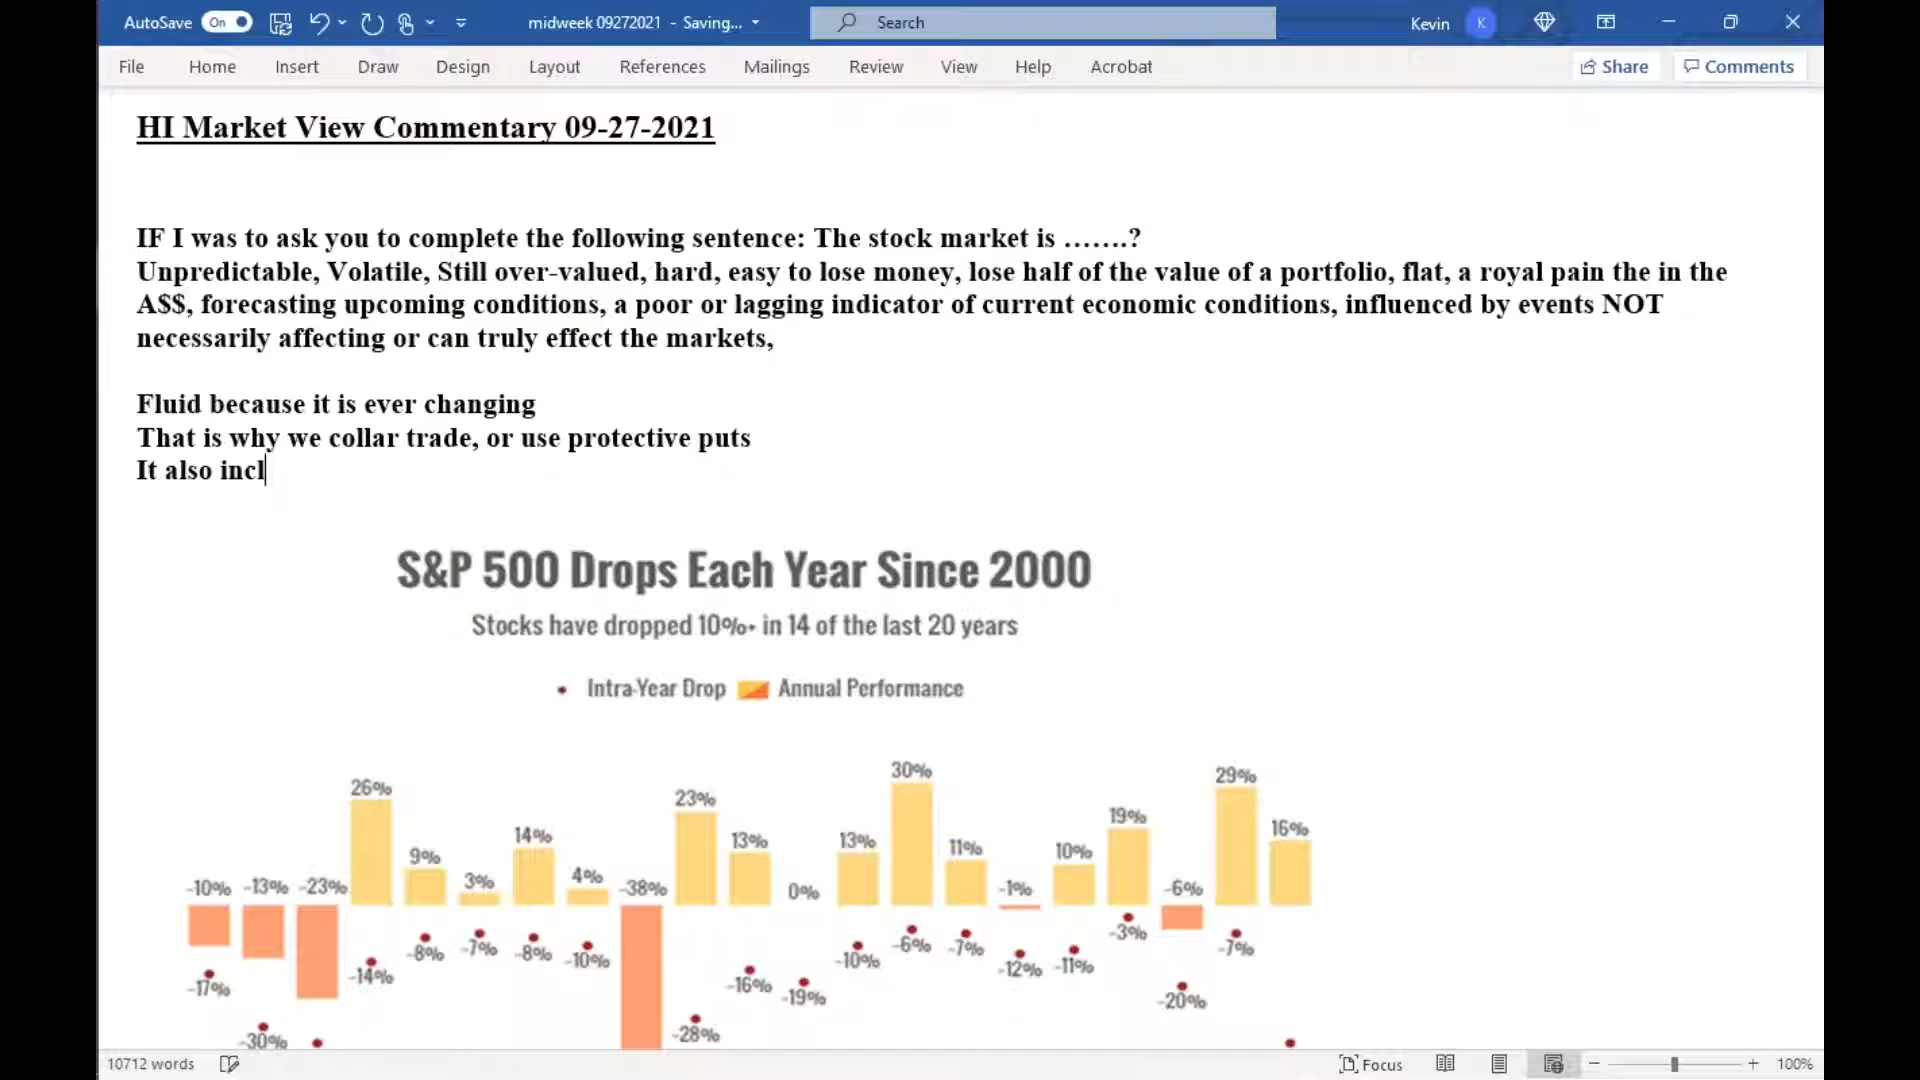 AutoSave On midweek 09272021 - Saving... Search Kevin K
File Home Insert Draw Design Layout References Mailings Review View Help Acrobat Share Comments
HI Market View Commentary 09-27-2021
IF I was to ask you to complete the following sentence: The stock market is …….?
Unpredictable, Volatile, Still over-valued, hard, easy to lose money, lose half of the value of a portfolio, flat, a royal pain the in the
A$$, forecasting upcoming conditions, a poor or lagging indicator of current economic conditions, influenced by events NOT
necessarily affecting or can truly effect the markets,
Fluid because it is ever changing
That is why we collar trade, or use protective puts
It also incl
S&P 500 Drops Each Year Since 2000
Stocks have dropped 10%+ in 14 of the last 20 years
Intra-Year Drop Annual Performance
-10% -13% -23% 26% 9% 3% 14% 4% -38% 23% 13% 0% 13% 30% 11% -1% 10% 19% -6% 29% 16%
-17% -30% -14% -8% -7% -8% -10% -28% -16% -19% -10% -6% -7% -12% -11% -3% -20% -7%
10712 words Focus 100%